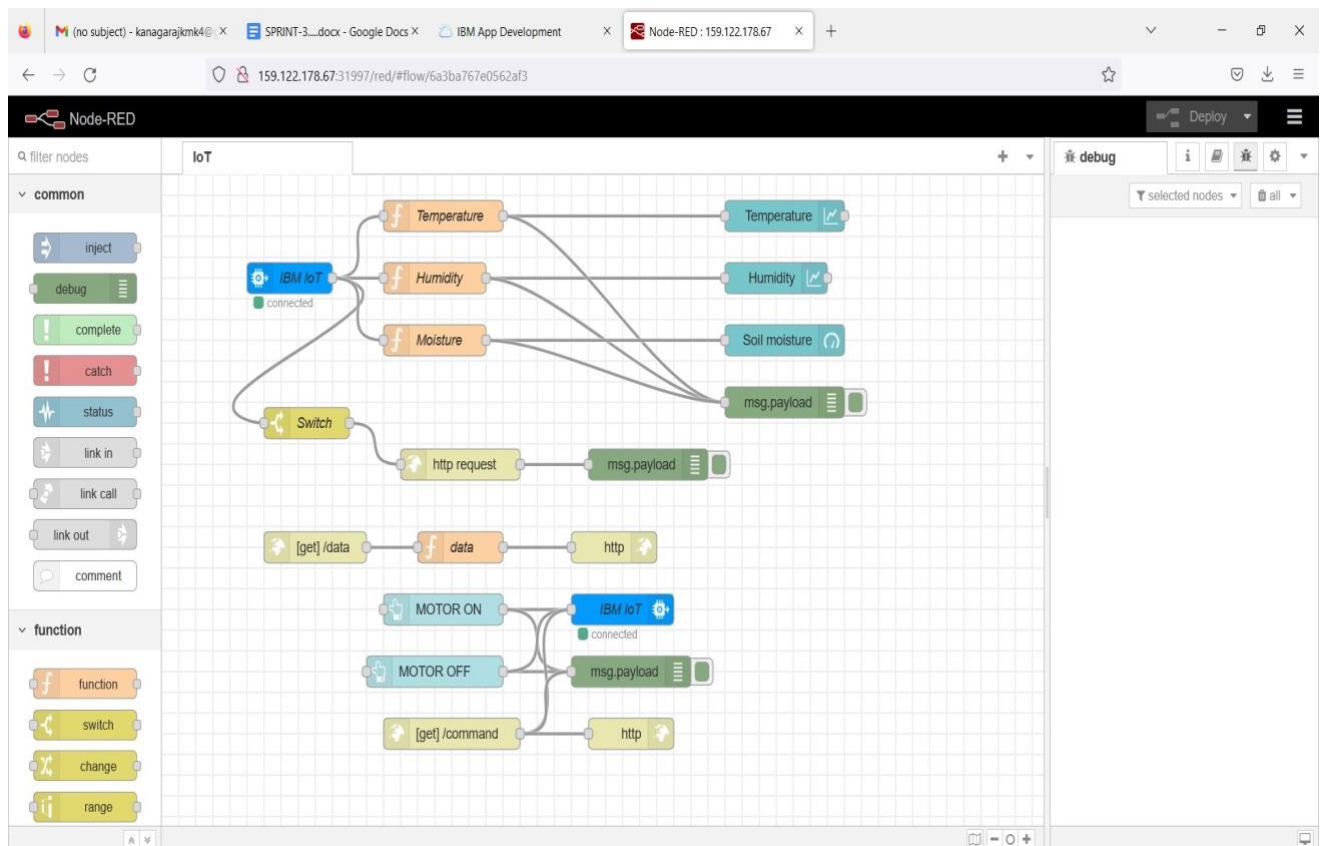 (no subject) - kanagarajkmk4@
SPRINT-3__.docx - Google Docs
IBM App Development
Node-RED : 159.122.178.67
159.122.178.67:31997/red/#flow/6a3ba767e0562af3
Node-RED
Deploy
filter nodes
IoT
debug
i
common
selected nodes
all
inject
debug
complete
catch
status
link in
link call
link out
comment
function
function
switch
change
range
Temperature
Temperature
IBM IoT
connected
Humidity
Humidity
Moisture
Soil moisture
msg.payload
Switch
http request
msg.payload
[get] /data
data
http
MOTOR ON
IBM IoT
connected
MOTOR OFF
msg.payload
[get] /command
http